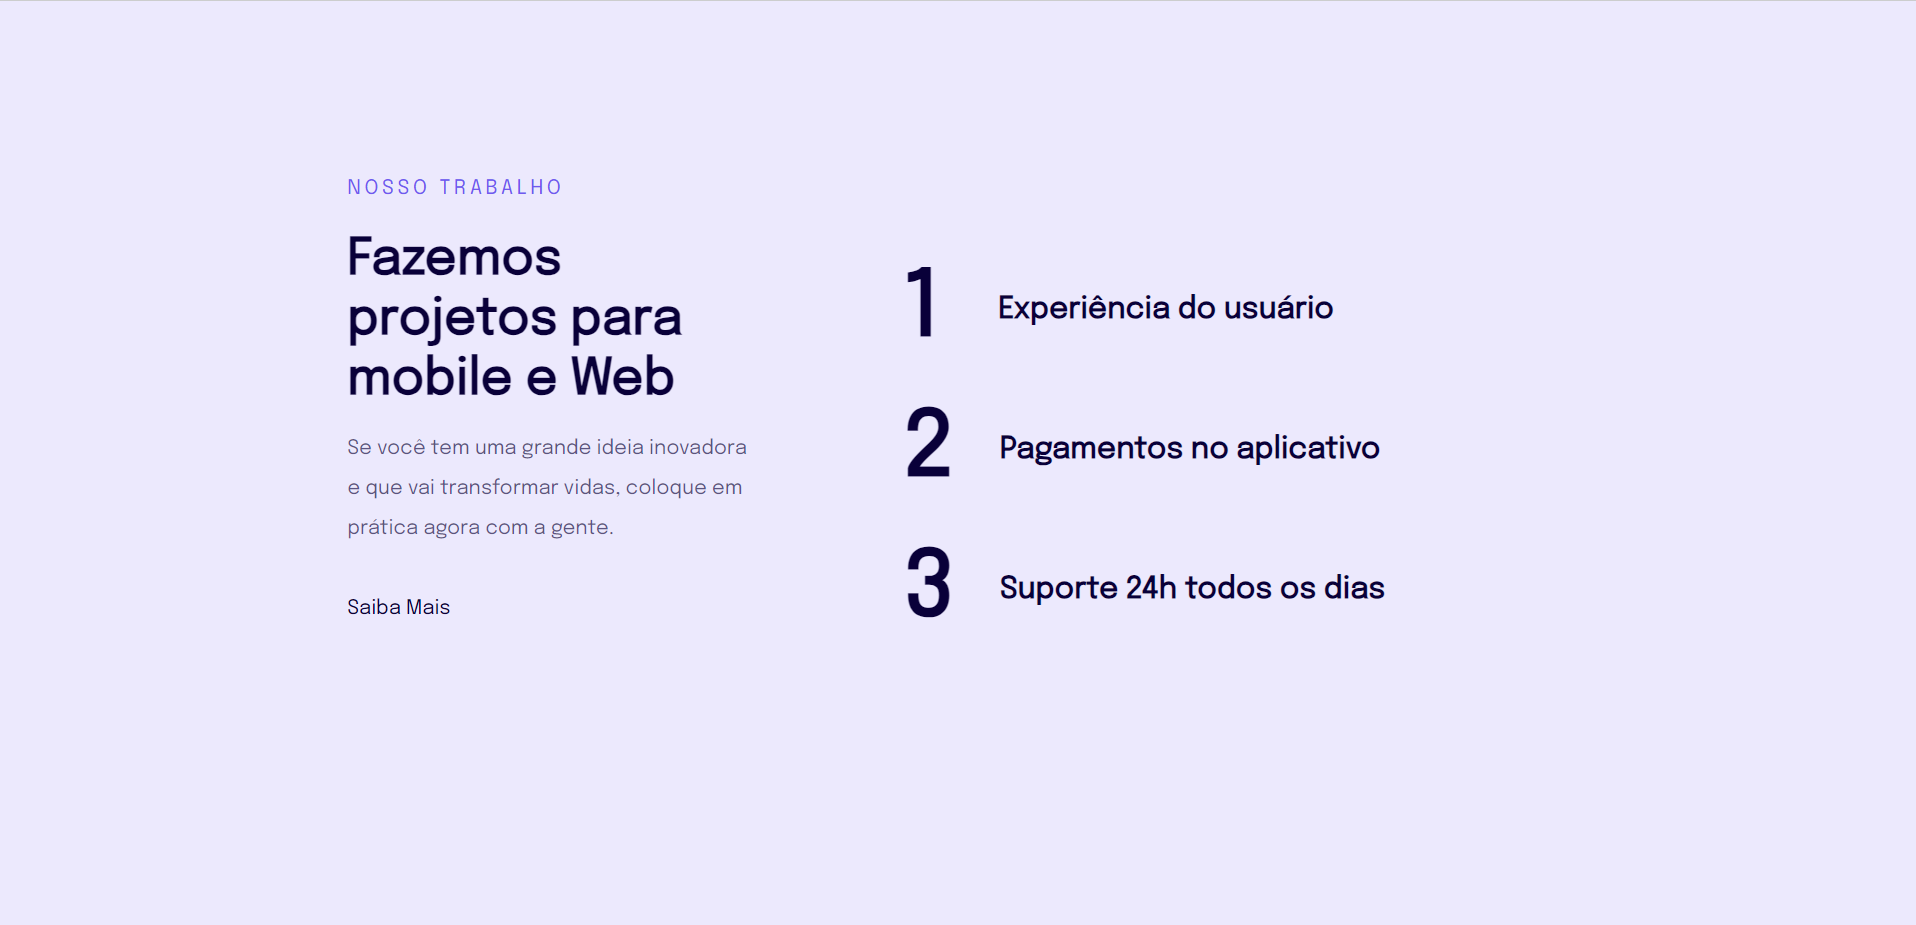 NOSSO TRABALHO
Fazemos
projetos para
mobile e Web
Se você tem uma grande ideia inovadora
e que vai transformar vidas, coloque em
prática agora com a gente.
Saiba Mais
1 Experiência do usuário
2 Pagamentos no aplicativo
3 Suporte 24h todos os dias